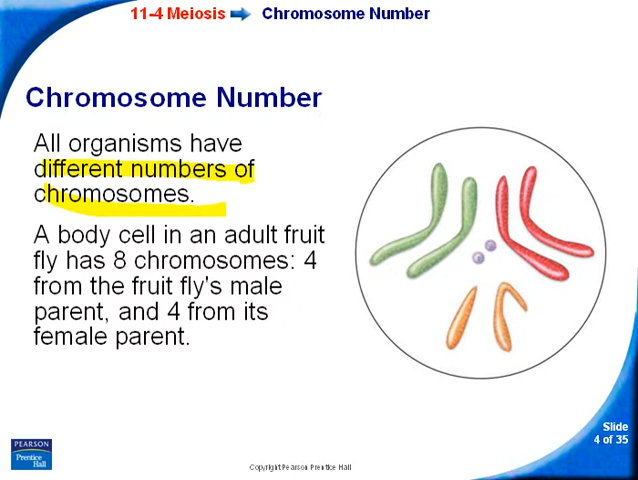 11-4 Meiosis Chromosome Number
Chromosome Number
All organisms have
different numbers of
chromosomes.
A body cell in an adult fruit
fly has 8 chromosomes: 4
from the fruit fly's male
parent, and 4 from its
female parent.
Slide
4 of 35
PEARSON
Prentice
Hall
Copyright Pearson Prentice Hall